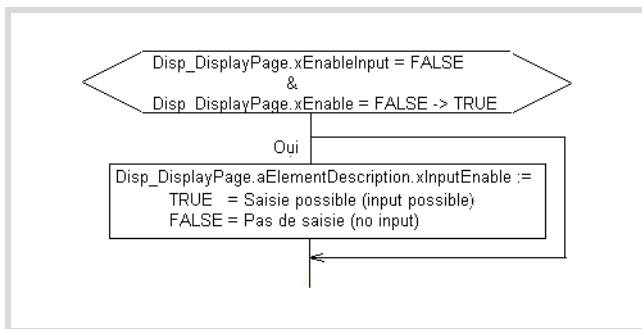 Disp_DisplayPage.xEnableInput = FALSE
&
Disp_DisplayPage.xEnable = FALSE -> TRUE
Oui
Disp_DisplayPage.aElementDescription.xInputEnable :=
TRUE = Saisie possible (input possible)
FALSE = Pas de saisie (no input)